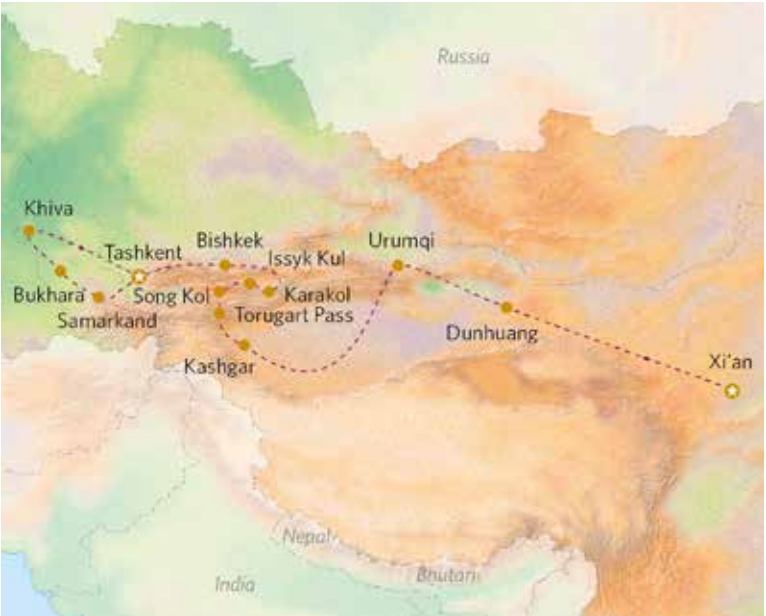 Russia
Khiva
Tashkent
Bishkek
Issyk Kul
Urumqi
Bukhara
Samarkand
Song Kol
Karakol
Torugart Pass
Kashgar
Dunhuang
Xi'an
Nepal
India
Bhutan